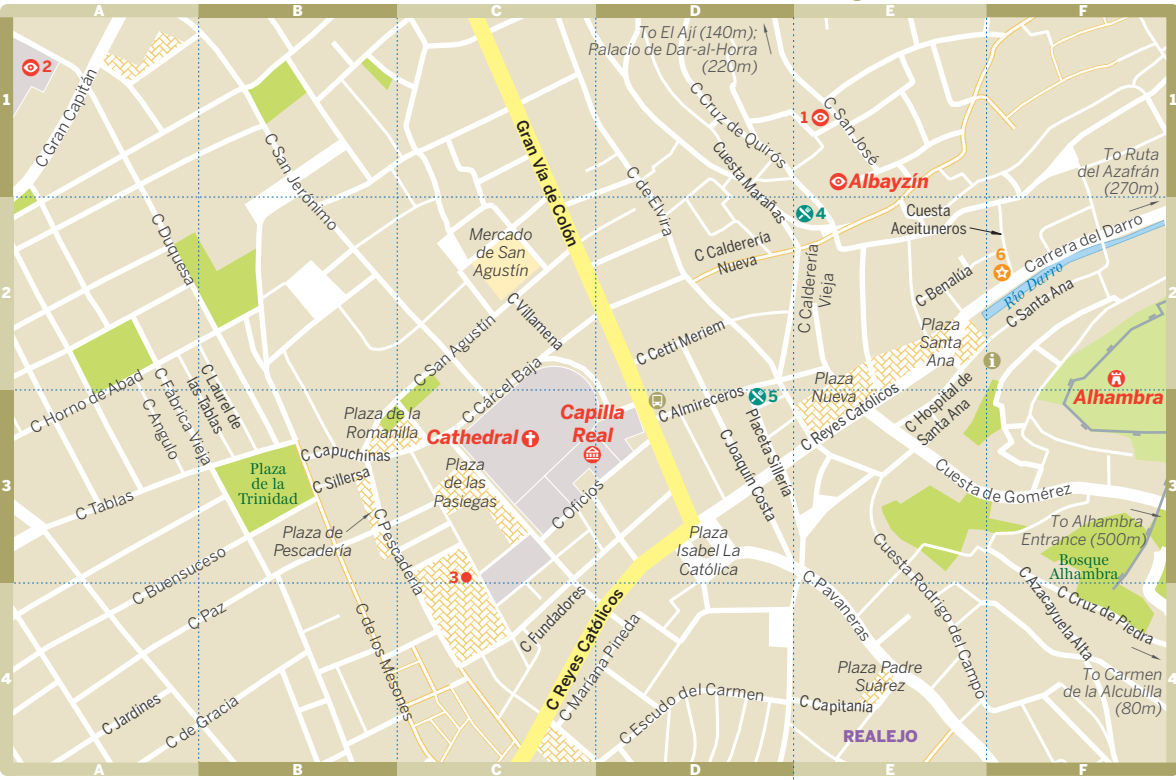 A
B
C
D
E
F
1
2
C Gran Capitán
C San Jerónimo
Gran Vía de Colón
To El Ají (140m);
Palacio de Dar-al-Horra
(220m)
C Cruz de Quirós
Cuesta Marañas
1
C San José
Albayzín
To Ruta
del Azafrán
(270m)
1
2
C Duquesa
Mercado
de San
Agustín
C de Elvira
4
C Calderería
Nueva
C Calderería
Vieja
Cuesta
Aceituneros
6
Carrera del Darro
Río Darro
C Benalúa
C Santa Ana
Plaza
Santa
Ana
C Villamena
C San Agustín
C Cetti Meriem
2
C Horno de Abad
C Fábrica Vieja
C Angulo
C Laurel de
las Tablas
C Cárcel Baja
Plaza de la
Romanilla
Cathedral
Capilla
Real
C Almireceros
5
Plaza
Nueva
C Reyes Católicos
C Hospital de
Santa Ana
Alhambra
3
C Tablas
Plaza
de la
Trinidad
C Capuchinas
C Sillersa
Plaza de
Pescadería
C Pescadería
Plaza
de las
Pasiegas
C Oficios
C Joaquín Costa
Placeta Sillería
Plaza
Isabel La
Católica
Cuesta de Gomérez
To Alhambra
Entrance (500m)
Bosque
Alhambra
3
3
C Buensuceso
C Paz
C de los Mesones
C Fundadores
C Reyes Católicos
C Mariana Pineda
C Pavaneras
Cuesta Rodrigo del Campo
C Azacayuela Alta
C Cruz de Piedra
4
C Jardines
C de Gracia
C Escudo del Carmen
Plaza Padre
Suárez
C Capitanía
REALEJO
To Carmen
de la Alcubilla
(80m)
4
A
B
C
D
E
F